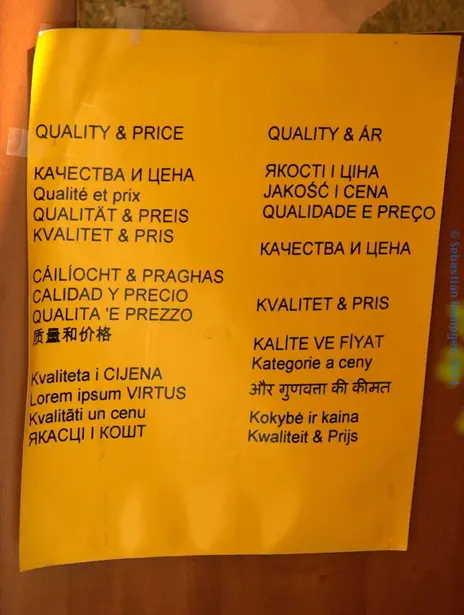 QUALITY & PRICE
КАЧЕСТВА И ЦЕНА
Qualité et prix
QUALITÄT & PREIS
KVALITET & PRIS
CÁILÍOCHT & PRAGHAS
CALIDAD Y PRECIO
QUALITA 'E PREZZO
质量和价格
Kvaliteta i CIJENA
Lorem ipsum VIRTUS
Kvalitāti un cenu
ЯКАСЦІ І КОШТ
QUALITY & ÁR
ЯКОСТІ І ЦІНА
JAKOŚĆ I CENA
QUALIDADE E PREÇO
КАЧЕСТВА И ЦЕНА
KVALITET & PRIS
KALİTE VE FİYAT
Kategorie a ceny
और गुणवत्ता की कीमत
Kokybė ir kaina
Kwaliteit & Prijs
© Sebastian